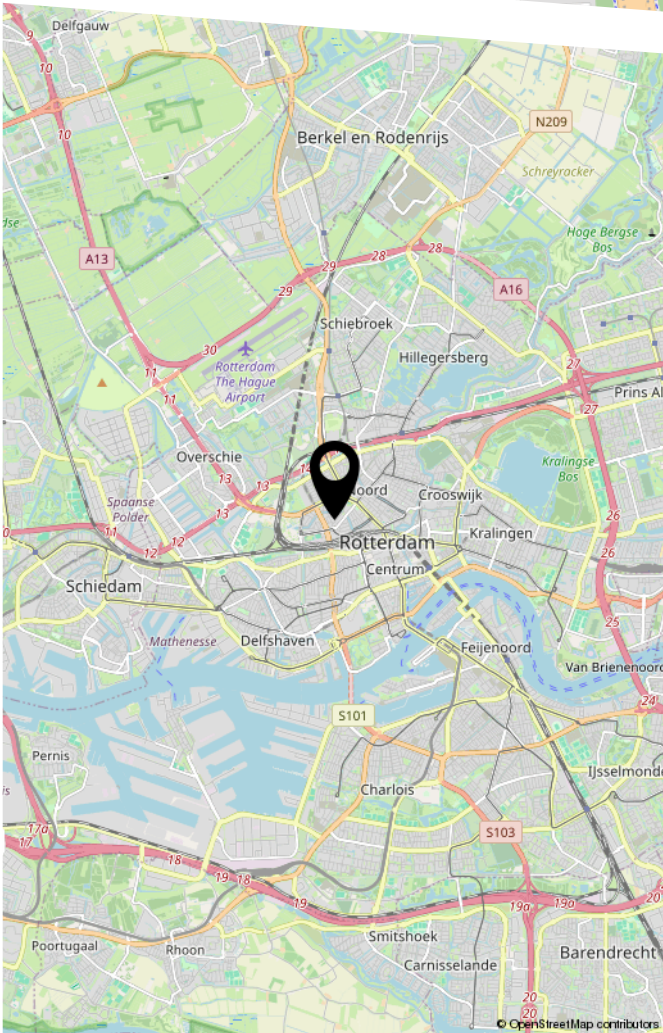 Delfgauw
9
10
10
Berkel en Rodenrijs
N209
Schreyracker
Hoge Bergse
Bos
A13
28
28
29
29
A16
Schiebroek
30
Rotterdam
The Hague
Airport
Hillegersberg
11
11
27
27
Prins Al
Overschie
13
13
13
Noord
Crooswijk
Kralingse
Bos
Spaanse
Polder
11
12
12
26
26
Kralingen
Rotterdam
Centrum
Schiedam
25
Mathenesse
Delfshaven
Feijenoord
Van Brienenoord
24
S101
Pernis
IJsselmonde
Charlois
S103
17a
17
18
19
18
19
19a
19a
20
Poortugaal
Rhoon
Smitshoek
Carnisselande
Barendrecht
20
20
© OpenStreetMap contributors